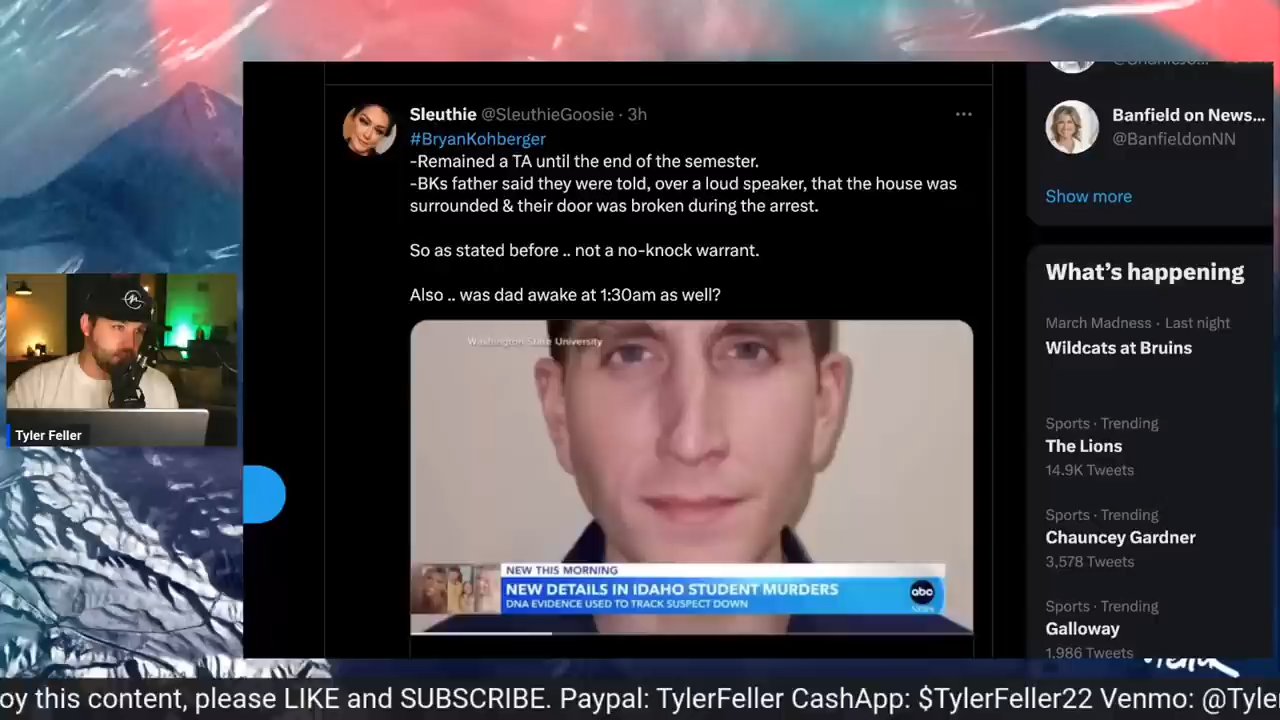 Sleuthie @SleuthieGoosie · 3h
#BryanKohberger
-Remained a TA until the end of the semester.
-BKs father said they were told, over a loud speaker, that the house was
surrounded & their door was broken during the arrest.
So as stated before .. not a no-knock warrant.
Also .. was dad awake at 1:30am as well?
Washington State University
NEW THIS MORNING
NEW DETAILS IN IDAHO STUDENT MURDERS
DNA EVIDENCE USED TO TRACK SUSPECT DOWN
abc
NEWS
Banfield on News...
@BanfieldonNN
Show more
What's happening
March Madness · Last night
Wildcats at Bruins
Sports · Trending
The Lions
14.9K Tweets
Sports · Trending
Chauncey Gardner
3,578 Tweets
Sports · Trending
Galloway
1,986 Tweets
Tyler Feller
oy this content, please LIKE and SUBSCRIBE. Paypal: TylerFeller CashApp: $TylerFeller22 Venmo: @Tyle